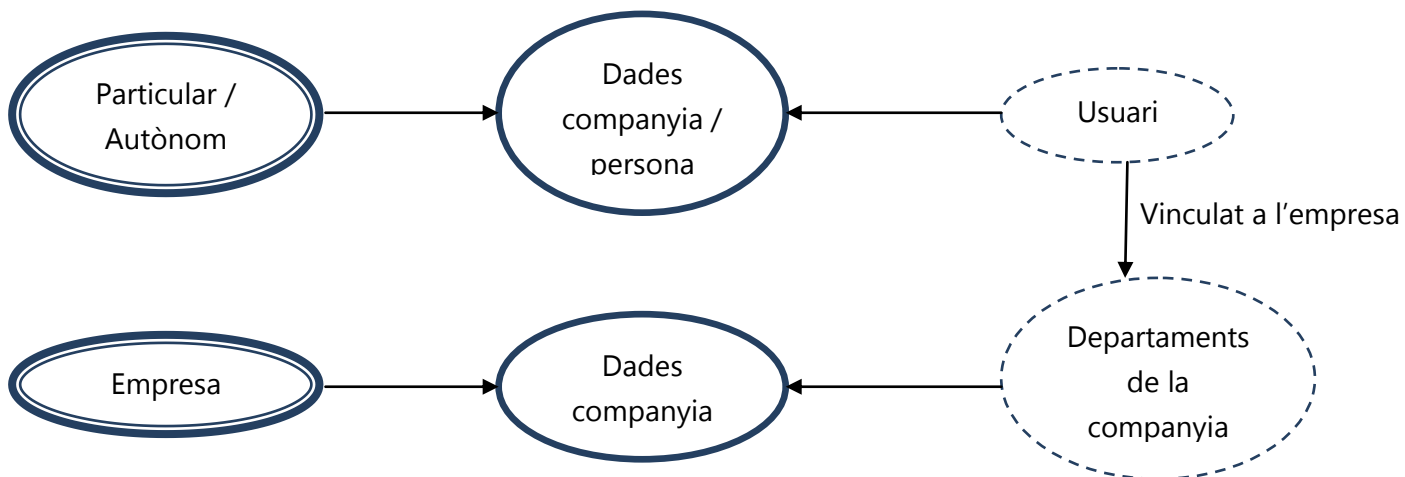 Particular /
Autònom
Dades
companyia /
persona
Usuari
Vinculat a l’empresa
Empresa
Dades
companyia
Departaments
de la
companyia